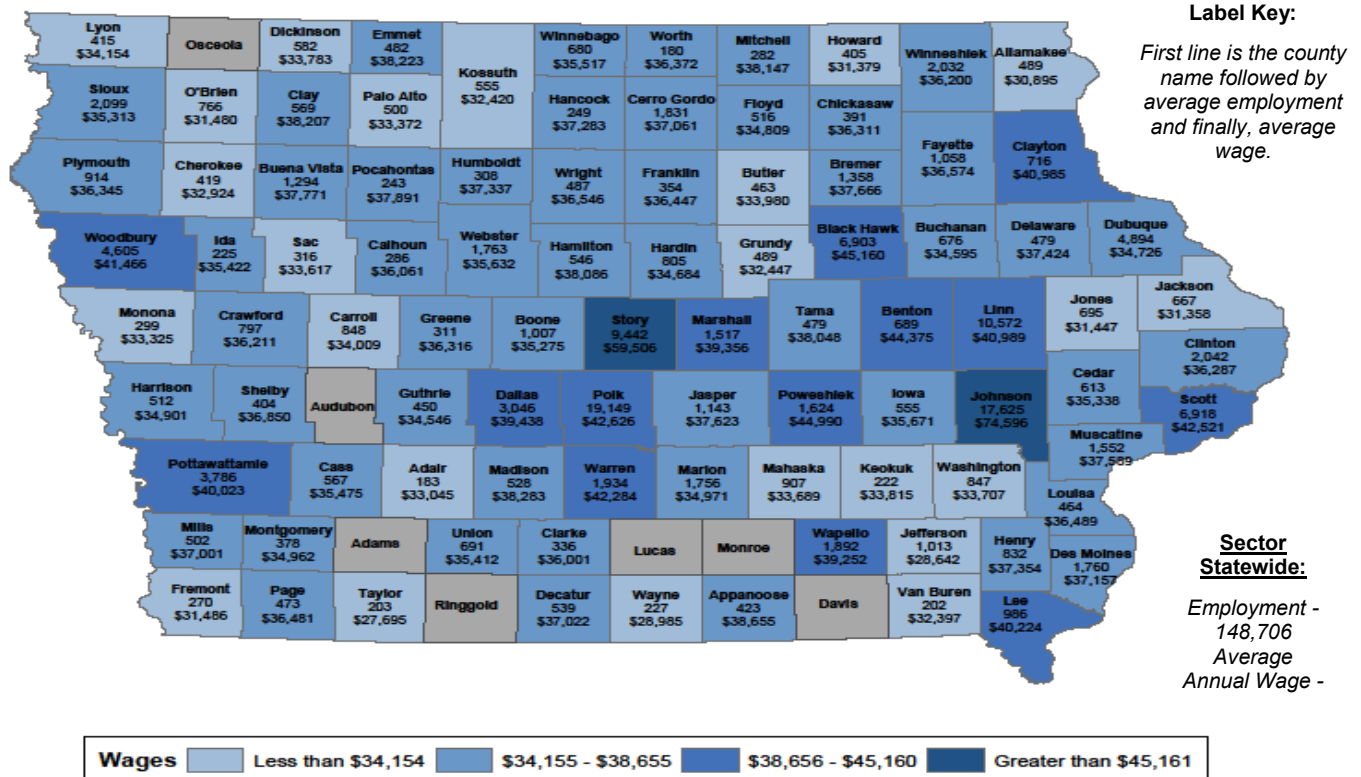 Label Key:
First line is the county
name followed by
average employment
and finally, average
wage.
Lyon
415
$34,154
Osceola
Dickinson
582
$33,783
Emmet
482
$38,223
Kossuth
555
$32,420
Winnebago
680
$35,517
Worth
180
$36,372
Mitchell
282
$38,147
Howard
405
$31,379
Winneshiek
2,032
$36,200
Allamakee
489
$30,895
Sioux
2,099
$35,313
O'Brien
766
$31,480
Clay
569
$38,207
Palo Alto
500
$33,372
Hancock
249
$37,283
Cerro Gordo
1,831
$37,061
Floyd
516
$34,809
Chickasaw
391
$36,311
Fayette
1,058
$36,574
Clayton
716
$40,985
Plymouth
914
$36,345
Cherokee
419
$32,924
Buena Vista
1,294
$37,771
Pocahontas
243
$37,891
Humboldt
308
$37,337
Wright
487
$36,546
Franklin
354
$36,447
Butler
463
$33,980
Bremer
1,358
$37,666
Woodbury
4,605
$41,466
Ida
225
$35,422
Sac
316
$33,617
Calhoun
286
$36,061
Webster
1,763
$35,632
Hamilton
546
$38,086
Hardin
805
$34,684
Grundy
489
$32,447
Black Hawk
6,903
$45,160
Buchanan
676
$34,595
Delaware
479
$37,424
Dubuque
4,894
$34,726
Monona
299
$33,325
Crawford
797
$36,211
Carroll
848
$34,009
Greene
311
$36,316
Boone
1,007
$35,275
Story
9,442
$59,506
Marshall
1,517
$39,356
Tama
479
$38,048
Benton
689
$44,375
Linn
10,572
$40,989
Jones
695
$31,447
Jackson
667
$31,358
Clinton
2,042
$36,287
Harrison
512
$34,901
Shelby
404
$36,850
Audubon
Guthrie
450
$34,546
Dallas
3,046
$39,438
Polk
19,149
$42,626
Jasper
1,143
$37,623
Poweshiek
1,624
$44,990
Iowa
555
$35,671
Johnson
17,625
$74,596
Cedar
613
$35,338
Scott
6,918
$42,521
Muscatine
1,552
$37,589
Pottawattamie
3,786
$40,023
Cass
567
$35,475
Adair
183
$33,045
Madison
528
$38,283
Warren
1,934
$42,284
Marion
1,756
$34,971
Mahaska
907
$33,689
Keokuk
222
$33,815
Washington
847
$33,707
Louisa
464
$36,489
Mills
502
$37,001
Montgomery
378
$34,962
Adams
Union
691
$35,412
Clarke
336
$36,001
Lucas
Monroe
Wapello
1,892
$39,252
Jefferson
1,013
$28,642
Henry
832
$37,354
Des Moines
1,760
$37,157
Fremont
270
$31,486
Page
473
$36,481
Taylor
203
$27,695
Ringgold
Decatur
539
$37,022
Wayne
227
$28,985
Appanoose
423
$38,655
Davis
Van Buren
202
$32,397
Lee
986
$40,224
Sector
Statewide:
Employment -
148,706
Average
Annual Wage -
Wages
Less than $34,154
$34,155 - $38,655
$38,656 - $45,160
Greater than $45,161